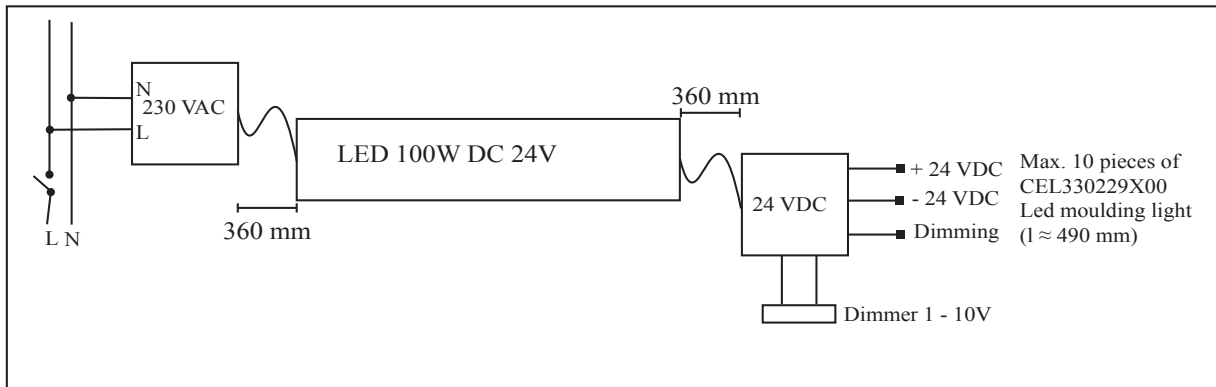 N
230 VAC
L
L N
360 mm
LED 100W DC 24V
360 mm
24 VDC
+ 24 VDC
- 24 VDC
Dimming
Max. 10 pieces of
CEL330229X00
Led moulding light
(l ≈ 490 mm)
Dimmer 1 - 10V